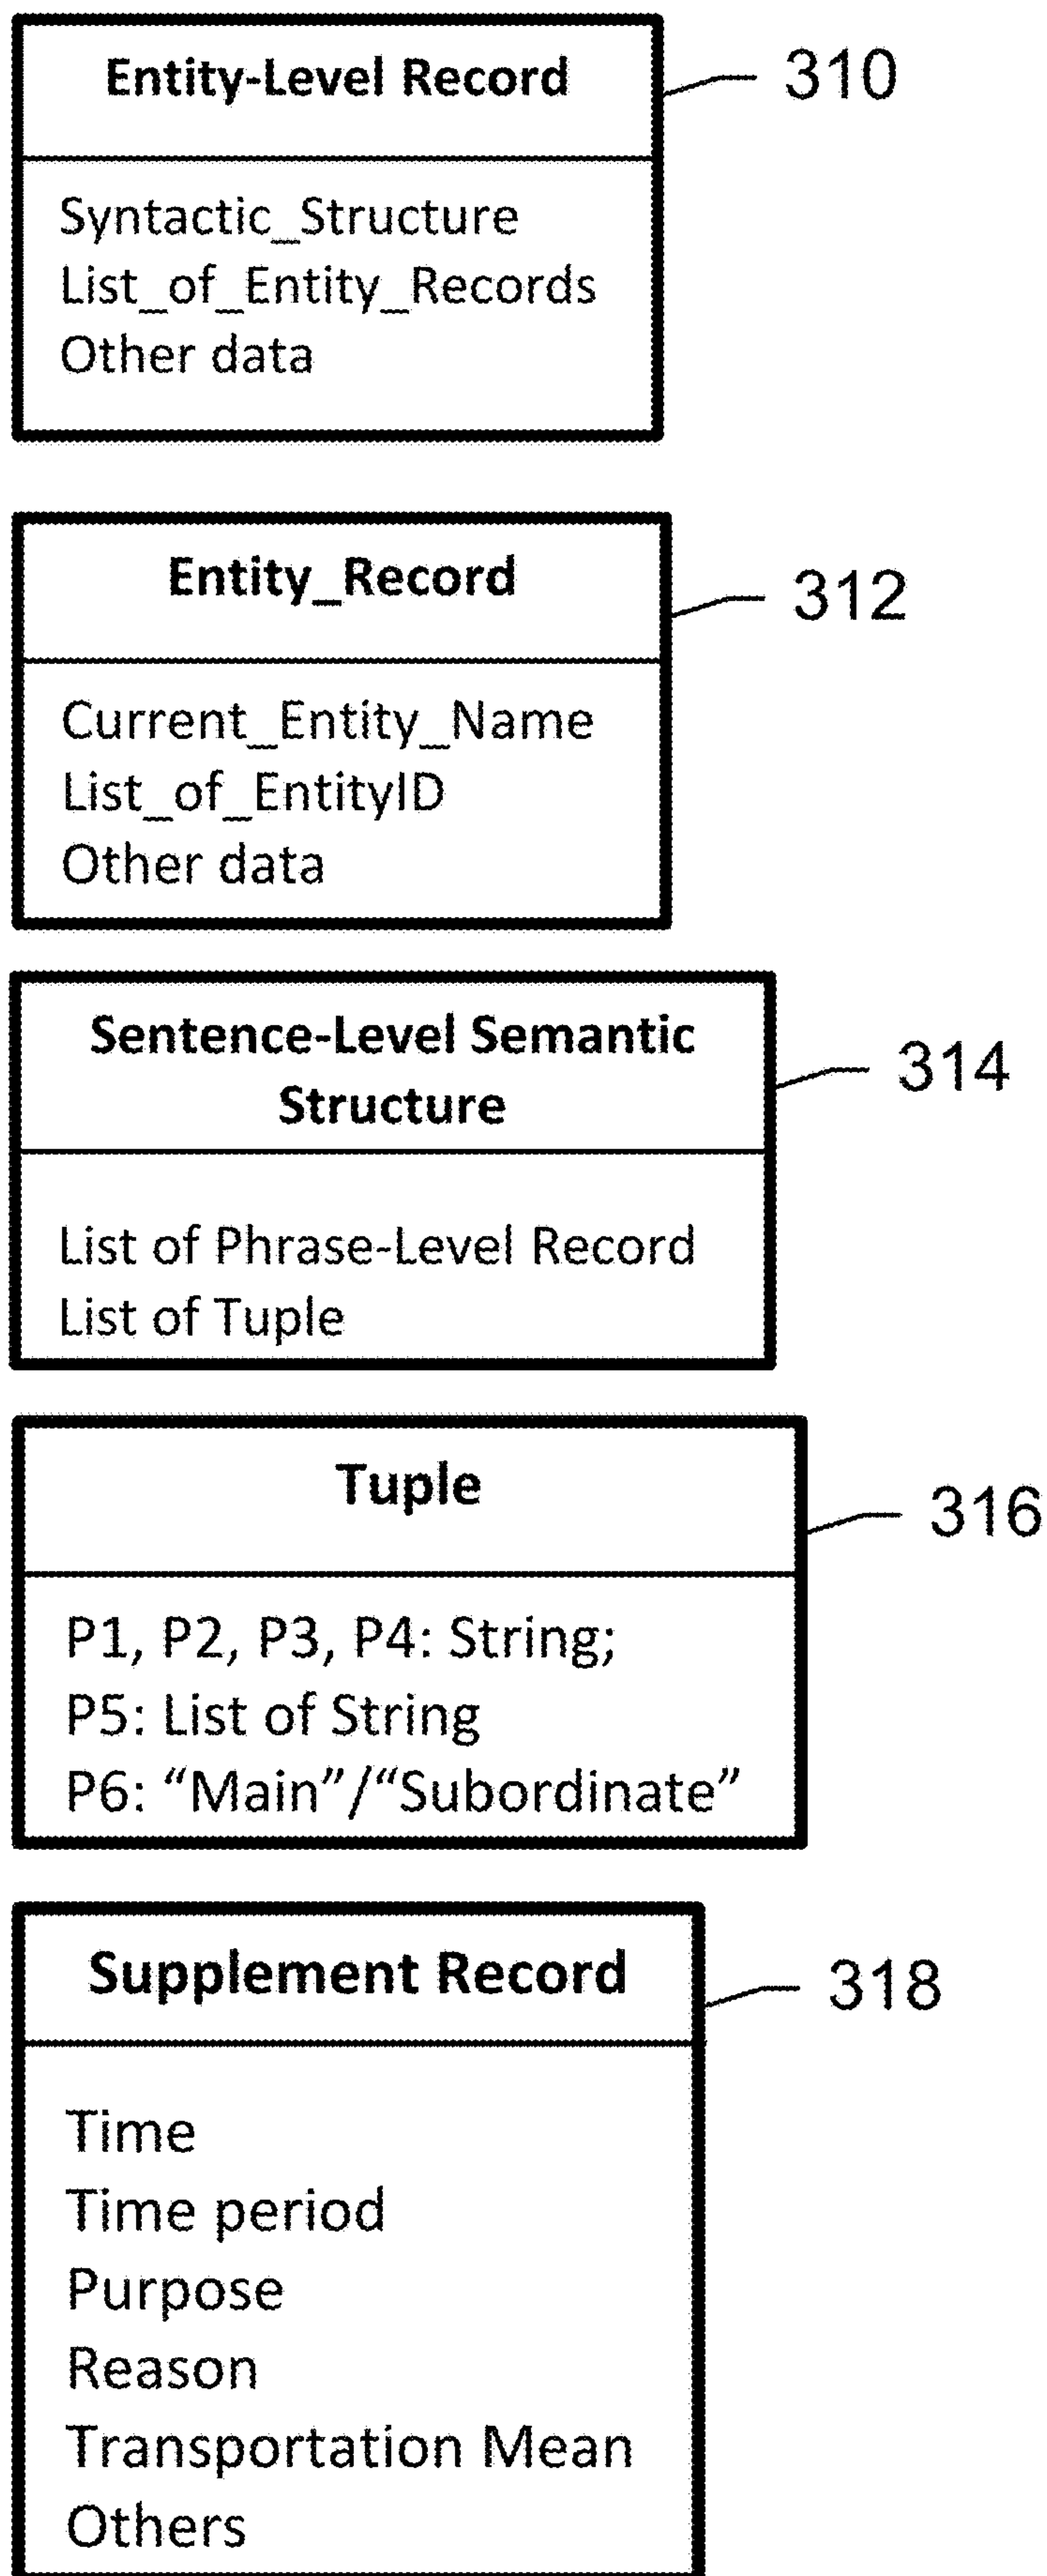 Entity-Level Record
310
Syntactic_Structure
List_of_Entity_Records
Other data
Entity_Record
312
Current_Entity_Name
List_of_EntityID
Other data
Sentence-Level Semantic
Structure
314
List of Phrase-Level Record
List of Tuple
Tuple
316
P1, P2, P3, P4: String;
P5: List of String
P6: “Main”/“Subordinate”
Supplement Record
318
Time
Time period
Purpose
Reason
Transportation Mean
Others